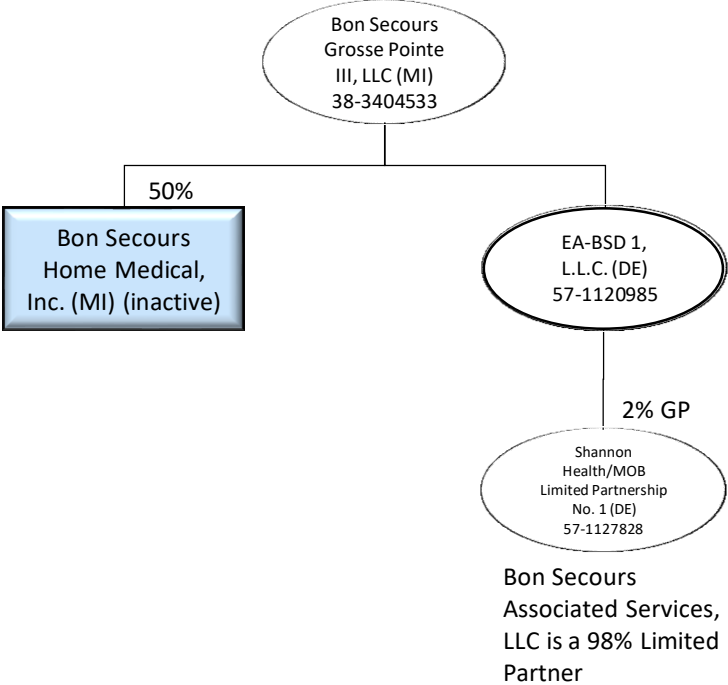 Bon Secours
Grosse Pointe
III, LLC (MI)
38-3404533
50%
Bon Secours
Home Medical,
Inc. (MI) (inactive)
EA-BSD 1,
L.L.C. (DE)
57-1120985
2% GP
Shannon
Health/MOB
Limited Partnership
No. 1 (DE)
57-1127828
Bon Secours
Associated Services,
LLC is a 98% Limited
Partner